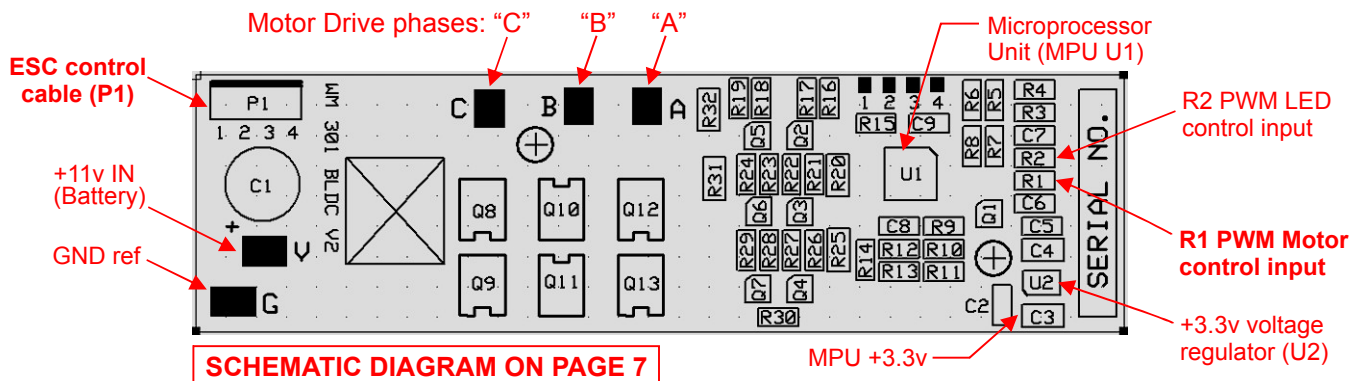 Motor Drive phases: “C” “B” “A”
Microprocessor
Unit (MPU U1)
ESC control
cable (P1)
P1
1 2 3 4
WM 301 BLDC V2
C
B
A
R32
R19
R18
R17
R16
1 2 3 4
R15
C9
R6
R5
R4
R3
C7
R2
R1
C6
R8
R7
R2 PWM LED
control input
Q5
Q2
+11v IN
(Battery)
C1
+
V
R31
R24
R23
R22
R21
R20
U1
SERIAL NO.
Q8
Q10
Q12
Q6
Q3
Q1
C8
R9
C5
C4
R1 PWM Motor
control input
GND ref
G
Q9
Q11
Q13
R29
R28
R27
R26
R25
R14
R12
R10
R13
R11
Q7
Q4
R30
C2
U2
C3
+3.3v voltage
regulator (U2)
MPU +3.3v
SCHEMATIC DIAGRAM ON PAGE 7